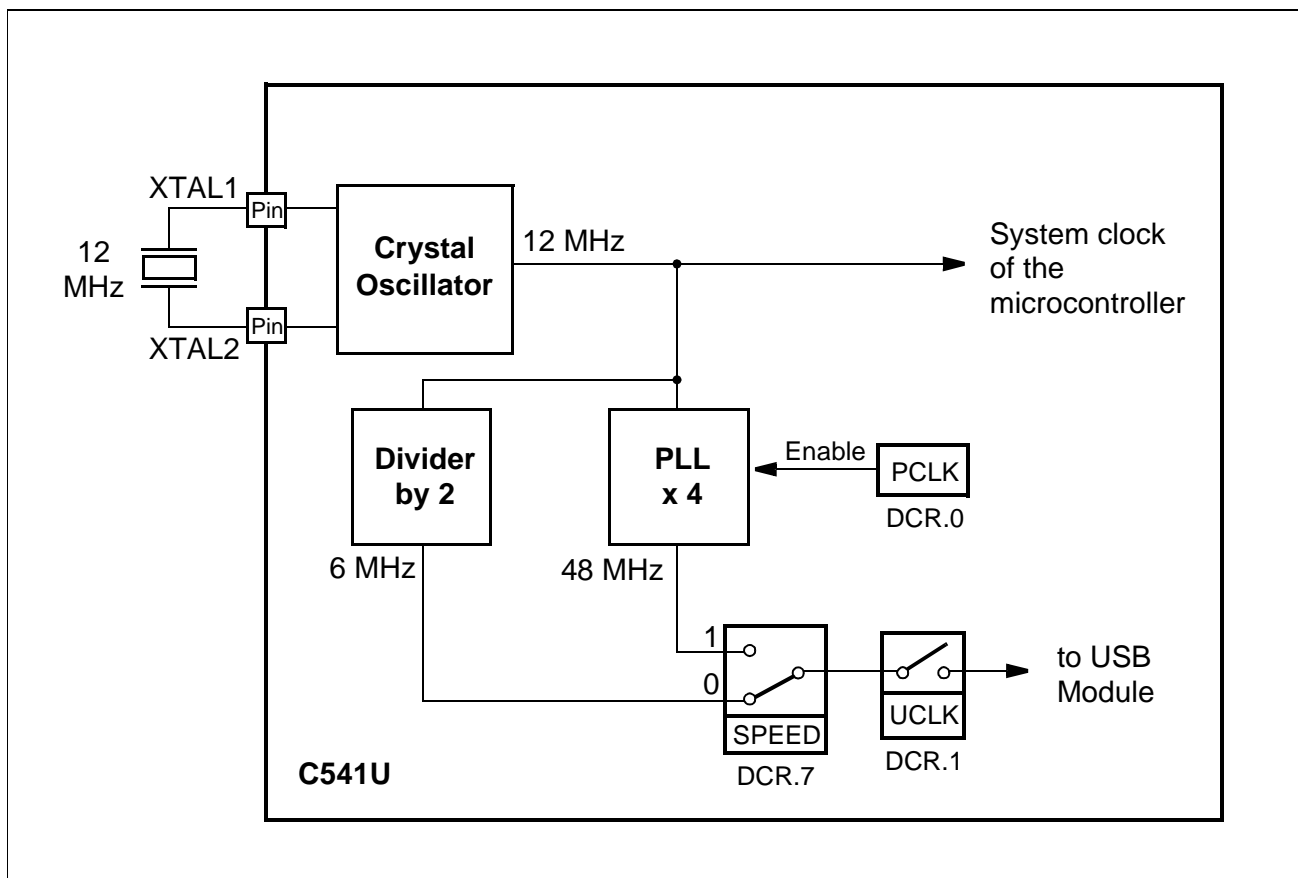 XTAL1
Pin
12
MHz
Pin
XTAL2
Crystal
Oscillator
12 MHz
System clock
of the
microcontroller
Divider
by 2
PLL
x 4
Enable
PCLK
DCR.0
6 MHz
48 MHz
1
0
SPEED
DCR.7
UCLK
DCR.1
to USB
Module
C541U